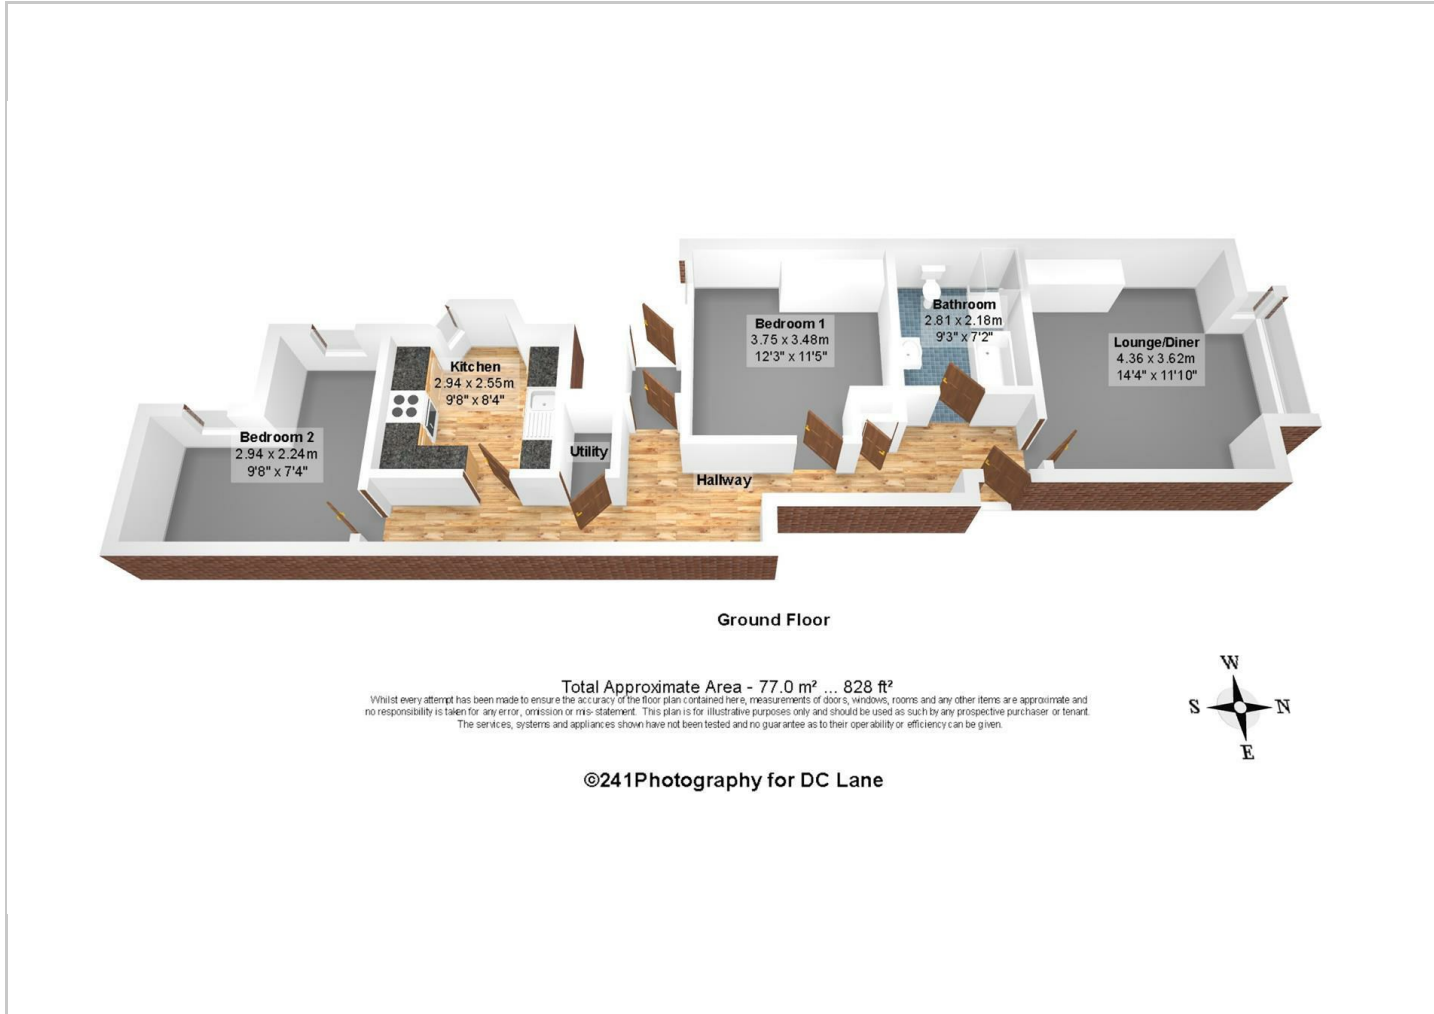 Bedroom 1
3.75 x 3.48m
12'3" x 11'5"
Bathroom
2.81 x 2.18m
9'3" x 7'2"
Lounge/Diner
4.36 x 3.62m
14'4" x 11'10"
Kitchen
2.94 x 2.55m
9'8" x 8'4"
Bedroom 2
2.94 x 2.24m
9'8" x 7'4"
Utility
Hallway
Ground Floor
Total Approximate Area - 77.0 m² ... 828 ft²
Whilst every attempt has been made to ensure the accuracy of the floor plan contained here, measurements of doors, windows, rooms and any other items are approximate and
no responsibility is taken for any error, omission or mis- statement. This plan is for illustrative purposes only and should be used as such by any prospective purchaser or tenant.
The services, systems and appliances shown have not been tested and no guarantee as to their operability or efficiency can be given.
W
S N
E
©241Photography for DC Lane